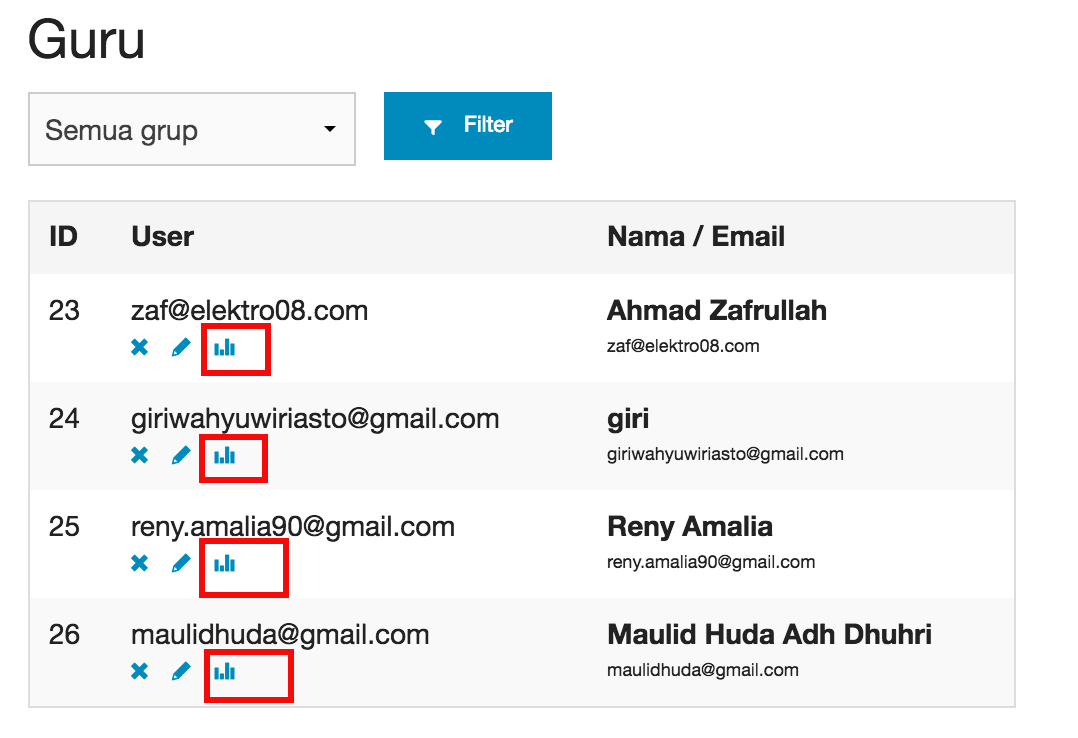 Guru
Semua grup
Filter
ID User Nama / Email
23 zaf@elektro08.com Ahmad Zafrullah
zaf@elektro08.com
24 giriwahyuwiriasto@gmail.com giri
giriwahyuwiriasto@gmail.com
25 reny.amalia90@gmail.com Reny Amalia
reny.amalia90@gmail.com
26 maulidhuda@gmail.com Maulid Huda Adh Dhuhri
maulidhuda@gmail.com